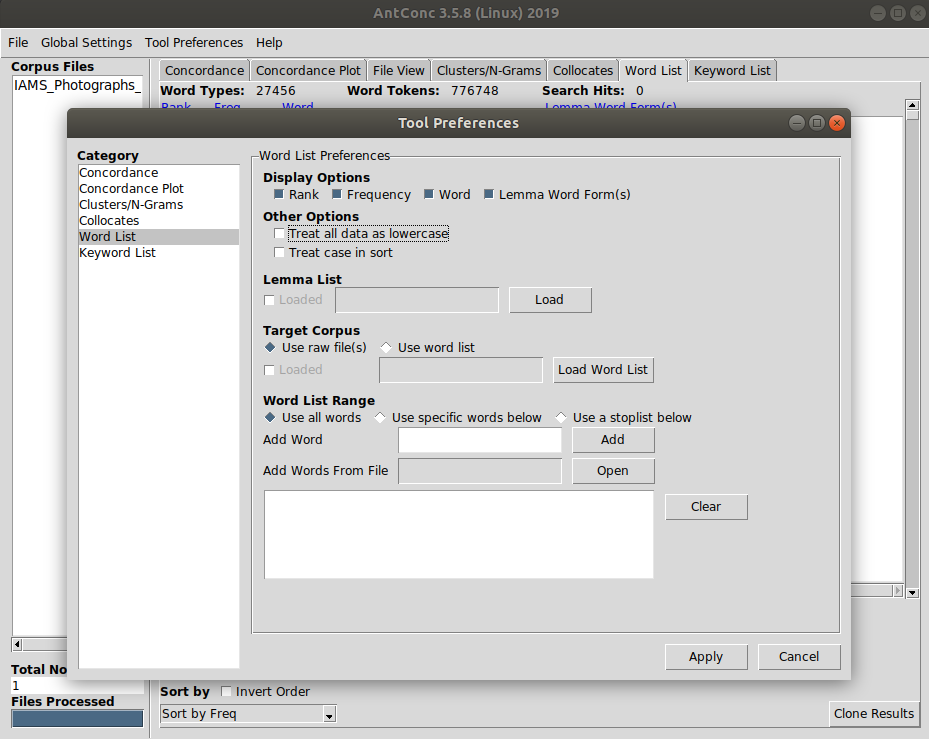 AntConc 3.5.8 (Linux) 2019
File Global Settings Tool Preferences Help
Corpus Files
IAMS_Photographs_
Concordance Concordance Plot File View Clusters/N-Grams Collocates Word List Keyword List
Word Types: 27456 Word Tokens: 776748 Search Hits: 0
Rank Freq Word Lemma Word Form(s)
Tool Preferences
Category
Concordance
Concordance Plot
Clusters/N-Grams
Collocates
Word List
Keyword List
Word List Preferences
Display Options
Rank Frequency Word Lemma Word Form(s)
Other Options
Treat all data as lowercase
Treat case in sort
Lemma List
Loaded Load
Target Corpus
Use raw file(s) Use word list
Loaded Load Word List
Word List Range
Use all words Use specific words below Use a stoplist below
Add Word Add
Add Words From File Open
Clear
Apply Cancel
Total No
1
Files Processed
Sort by Invert Order
Sort by Freq
Clone Results